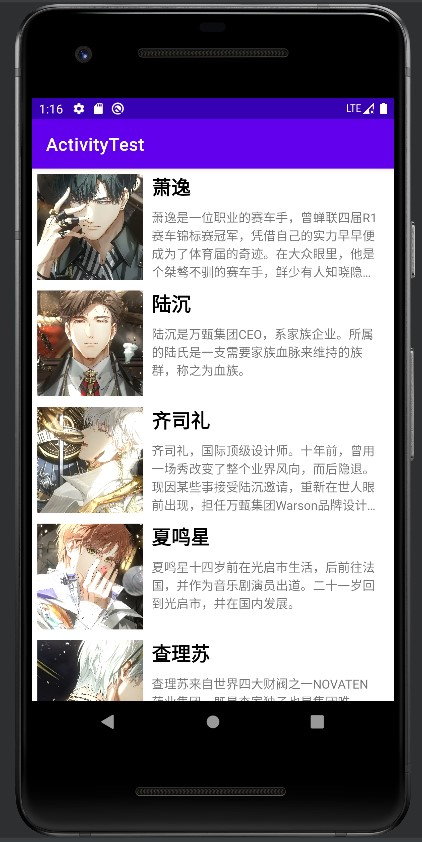 1:16
LTE
ActivityTest
萧逸
萧逸是一位职业的赛车手，曾蝉联四届R1
赛车锦标赛冠军，凭借自己的实力早早便
成为了体育届的奇迹。在大众眼里，他是
个桀骜不驯的赛车手，鲜少有人知晓隐…
陆沉
陆沉是万甄集团CEO，系家族企业。所属
的陆氏是一支需要家族血脉来维持的族
群，称之为血族。
齐司礼
齐司礼，国际顶级设计师。十年前，曾用
一场秀改变了整个业界风向，而后隐退。
现因某些事接受陆沉邀请，重新在世人眼
前出现，担任万甄集团Warson品牌设计…
夏鸣星
夏鸣星十四岁前在光启市生活，后前往法
国，并作为音乐剧演员出道。二十一岁回
到光启市，并在国内发展。
查理苏
查理苏来自世界四大财阀之一NOVATEN